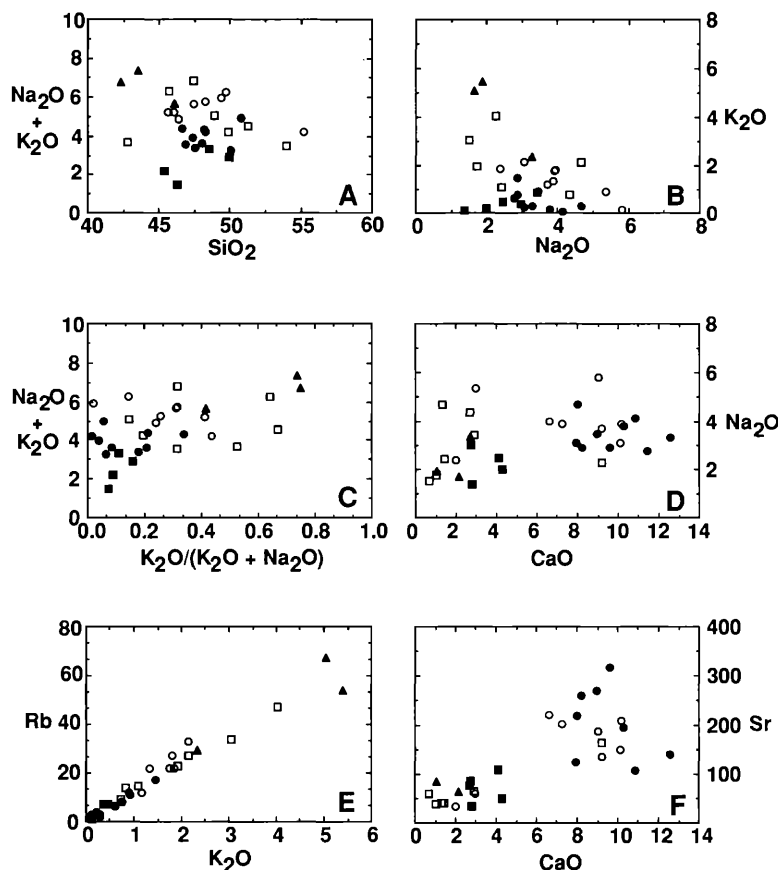 10
8
6
4
2
0
Na₂O
+
K₂O
40 45 50 55 60
SiO₂
A
8
6
4
2
0
K₂O
0 2 4 6 8
Na₂O
B
10
8
6
4
2
0
Na₂O
+
K₂O
0.0 0.2 0.4 0.6 0.8 1.0
K₂O/(K₂O + Na₂O)
C
8
6
4
2
Na₂O
0 2 4 6 8 10 12 14
CaO
D
80
60
40
20
0
Rb
0 1 2 3 4 5 6
K₂O
E
400
300
200
100
Sr
0 2 4 6 8 10 12 14
CaO
F